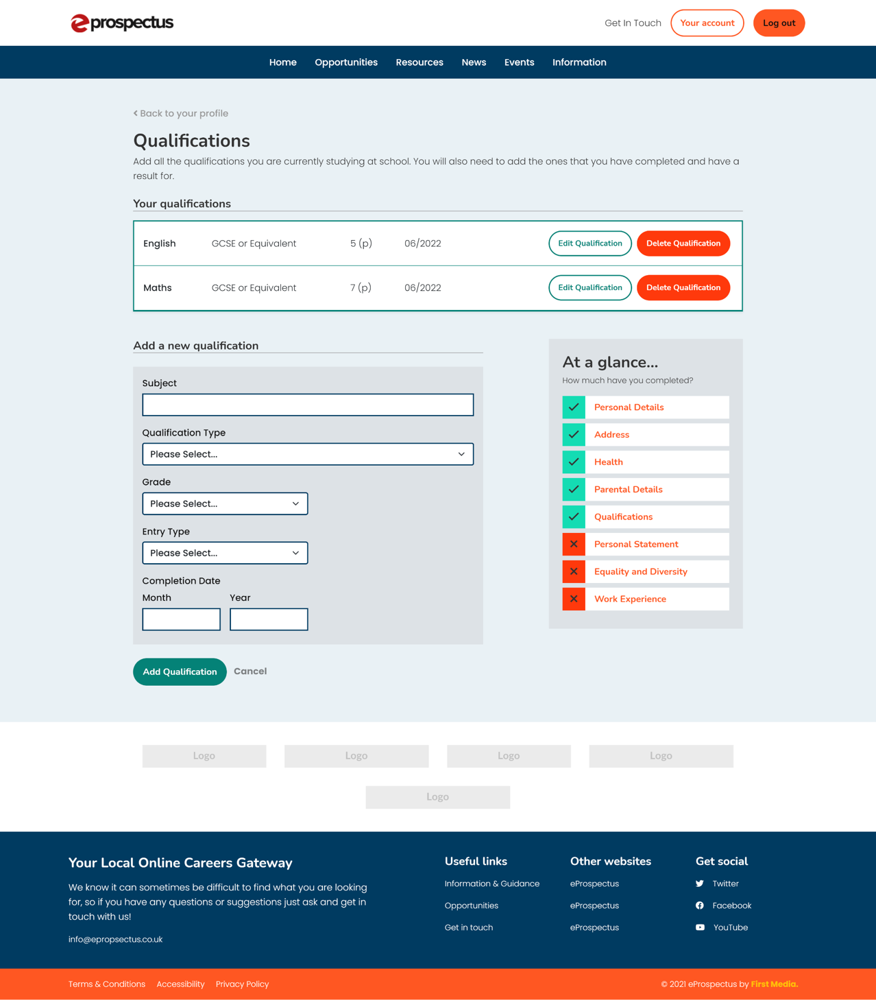 eprospectus
Get In Touch
Your account
Log out
Home
Opportunities
Resources
News
Events
Information
Back to your profile
Qualifications
Add all the qualifications you are currently studying at school. You will also need to add the ones that you have completed and have a
result for.
Your qualifications
English GCSE or Equivalent 5 (p) 06/2022 Edit Qualification Delete Qualification
Maths GCSE or Equivalent 7 (p) 06/2022 Edit Qualification Delete Qualification
Add a new qualification
Subject
Qualification Type
Please Select...
Grade
Please Select...
Entry Type
Please Select...
Completion Date
Month Year
Add Qualification
Cancel
At a glance...
How much have you completed?
Personal Details
Address
Health
Parental Details
Qualifications
Personal Statement
Equality and Diversity
Work Experience
Logo
Logo
Logo
Logo
Logo
Your Local Online Careers Gateway
We know it can sometimes be difficult to find what you are looking
for, so if you have any questions or suggestions just ask and get in
touch with us!
info@epropsectus.co.uk
Useful links
Information & Guidance
Opportunities
Get in touch
Other websites
eProspectus
eProspectus
eProspectus
Get social
Twitter
Facebook
YouTube
Terms & Conditions
Accessibility
Privacy Policy
© 2021 eProspectus by First Media.